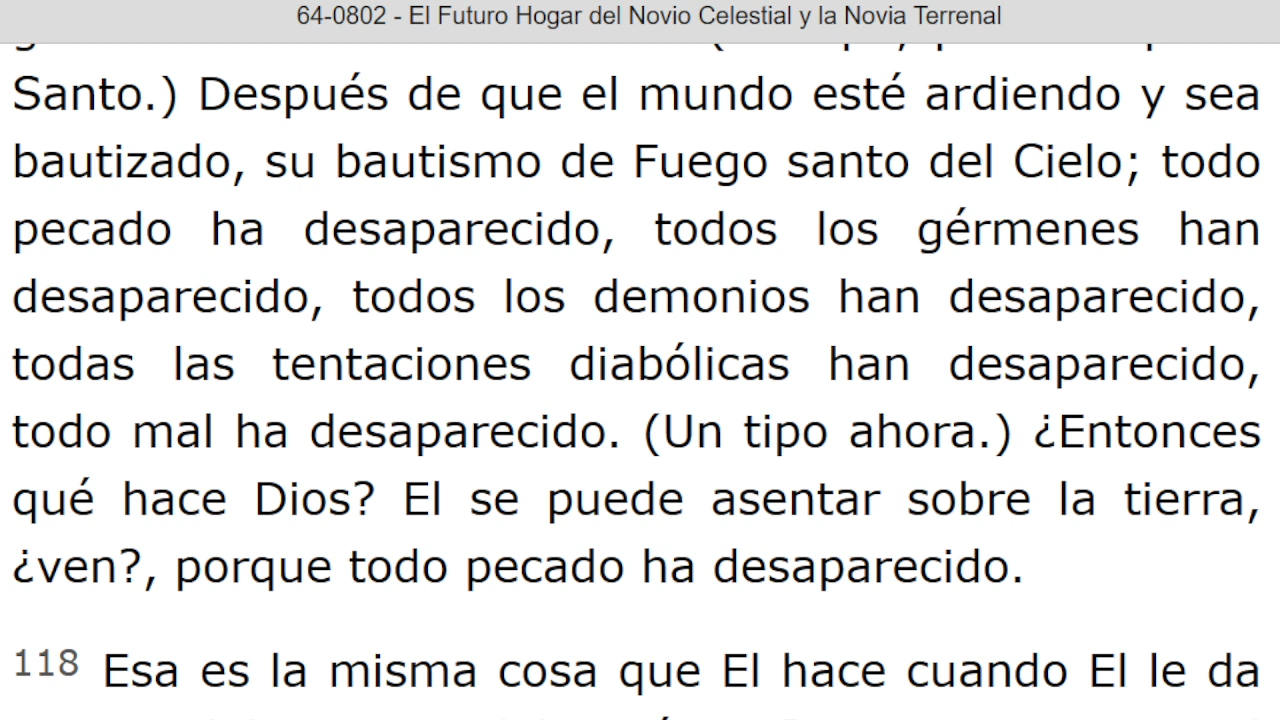 64-0802 - El Futuro Hogar del Novio Celestial y la Novia Terrenal
Santo.) Después de que el mundo esté ardiendo y sea
bautizado, su bautismo de Fuego santo del Cielo; todo
pecado ha desaparecido, todos los gérmenes han
desaparecido, todos los demonios han desaparecido,
todas las tentaciones diabólicas han desaparecido,
todo mal ha desaparecido. (Un tipo ahora.) ¿Entonces
qué hace Dios? El se puede asentar sobre la tierra,
¿ven?, porque todo pecado ha desaparecido.
118 Esa es la misma cosa que El hace cuando El le da